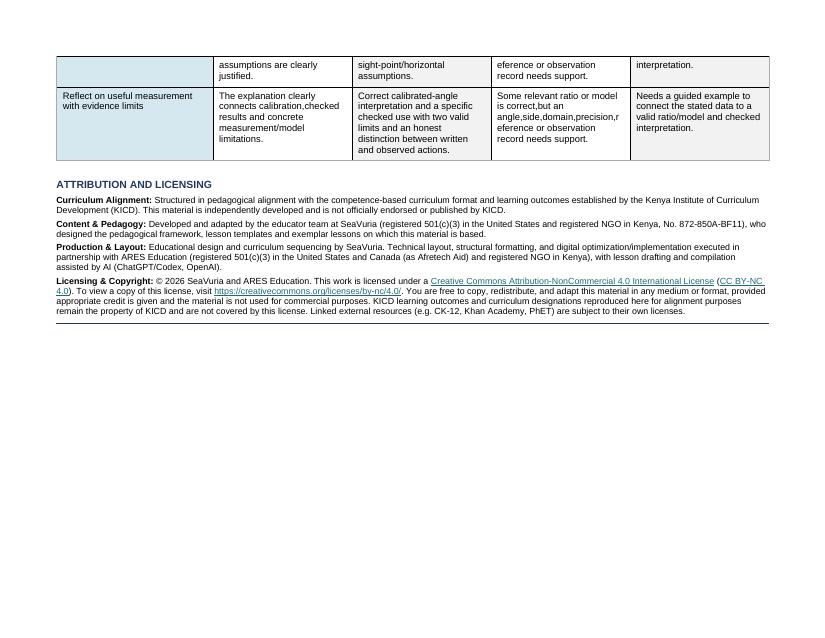 assumptions are clearly
justified.
sight-point/horizontal
assumptions.
eference or observation
record needs support.
interpretation.
Reflect on useful measurement
with evidence limits
The explanation clearly
connects calibration,checked
results and concrete
measurement/model
limitations.
Correct calibrated-angle
interpretation and a specific
checked use with two valid
limits and an honest
distinction between written
and observed actions.
Some relevant ratio or model
is correct,but an
angle,side,domain,precision,r
eference or observation
record needs support.
Needs a guided example to
connect the stated data to a
valid ratio/model and checked
interpretation.
ATTRIBUTION AND LICENSING
Curriculum Alignment: Structured in pedagogical alignment with the competence-based curriculum format and learning outcomes established by the Kenya Institute of Curriculum
Development (KICD). This material is independently developed and is not officially endorsed or published by KICD.
Content & Pedagogy: Developed and adapted by the educator team at SeaVuria (registered 501(c)(3) in the United States and registered NGO in Kenya, No. 872-850A-BF11), who
designed the pedagogical framework, lesson templates and exemplar lessons on which this material is based.
Production & Layout: Educational design and curriculum sequencing by SeaVuria. Technical layout, structural formatting, and digital optimization/implementation executed in
partnership with ARES Education (registered 501(c)(3) in the United States and Canada (as Afretech Aid) and registered NGO in Kenya), with lesson drafting and compilation
assisted by AI (ChatGPT/Codex, OpenAI).
Licensing & Copyright: © 2026 SeaVuria and ARES Education. This work is licensed under a Creative Commons Attribution-NonCommercial 4.0 International License (CC BY-NC
4.0). To view a copy of this license, visit https://creativecommons.org/licenses/by-nc/4.0/. You are free to copy, redistribute, and adapt this material in any medium or format, provided
appropriate credit is given and the material is not used for commercial purposes. KICD learning outcomes and curriculum designations reproduced here for alignment purposes
remain the property of KICD and are not covered by this license. Linked external resources (e.g. CK-12, Khan Academy, PhET) are subject to their own licenses.